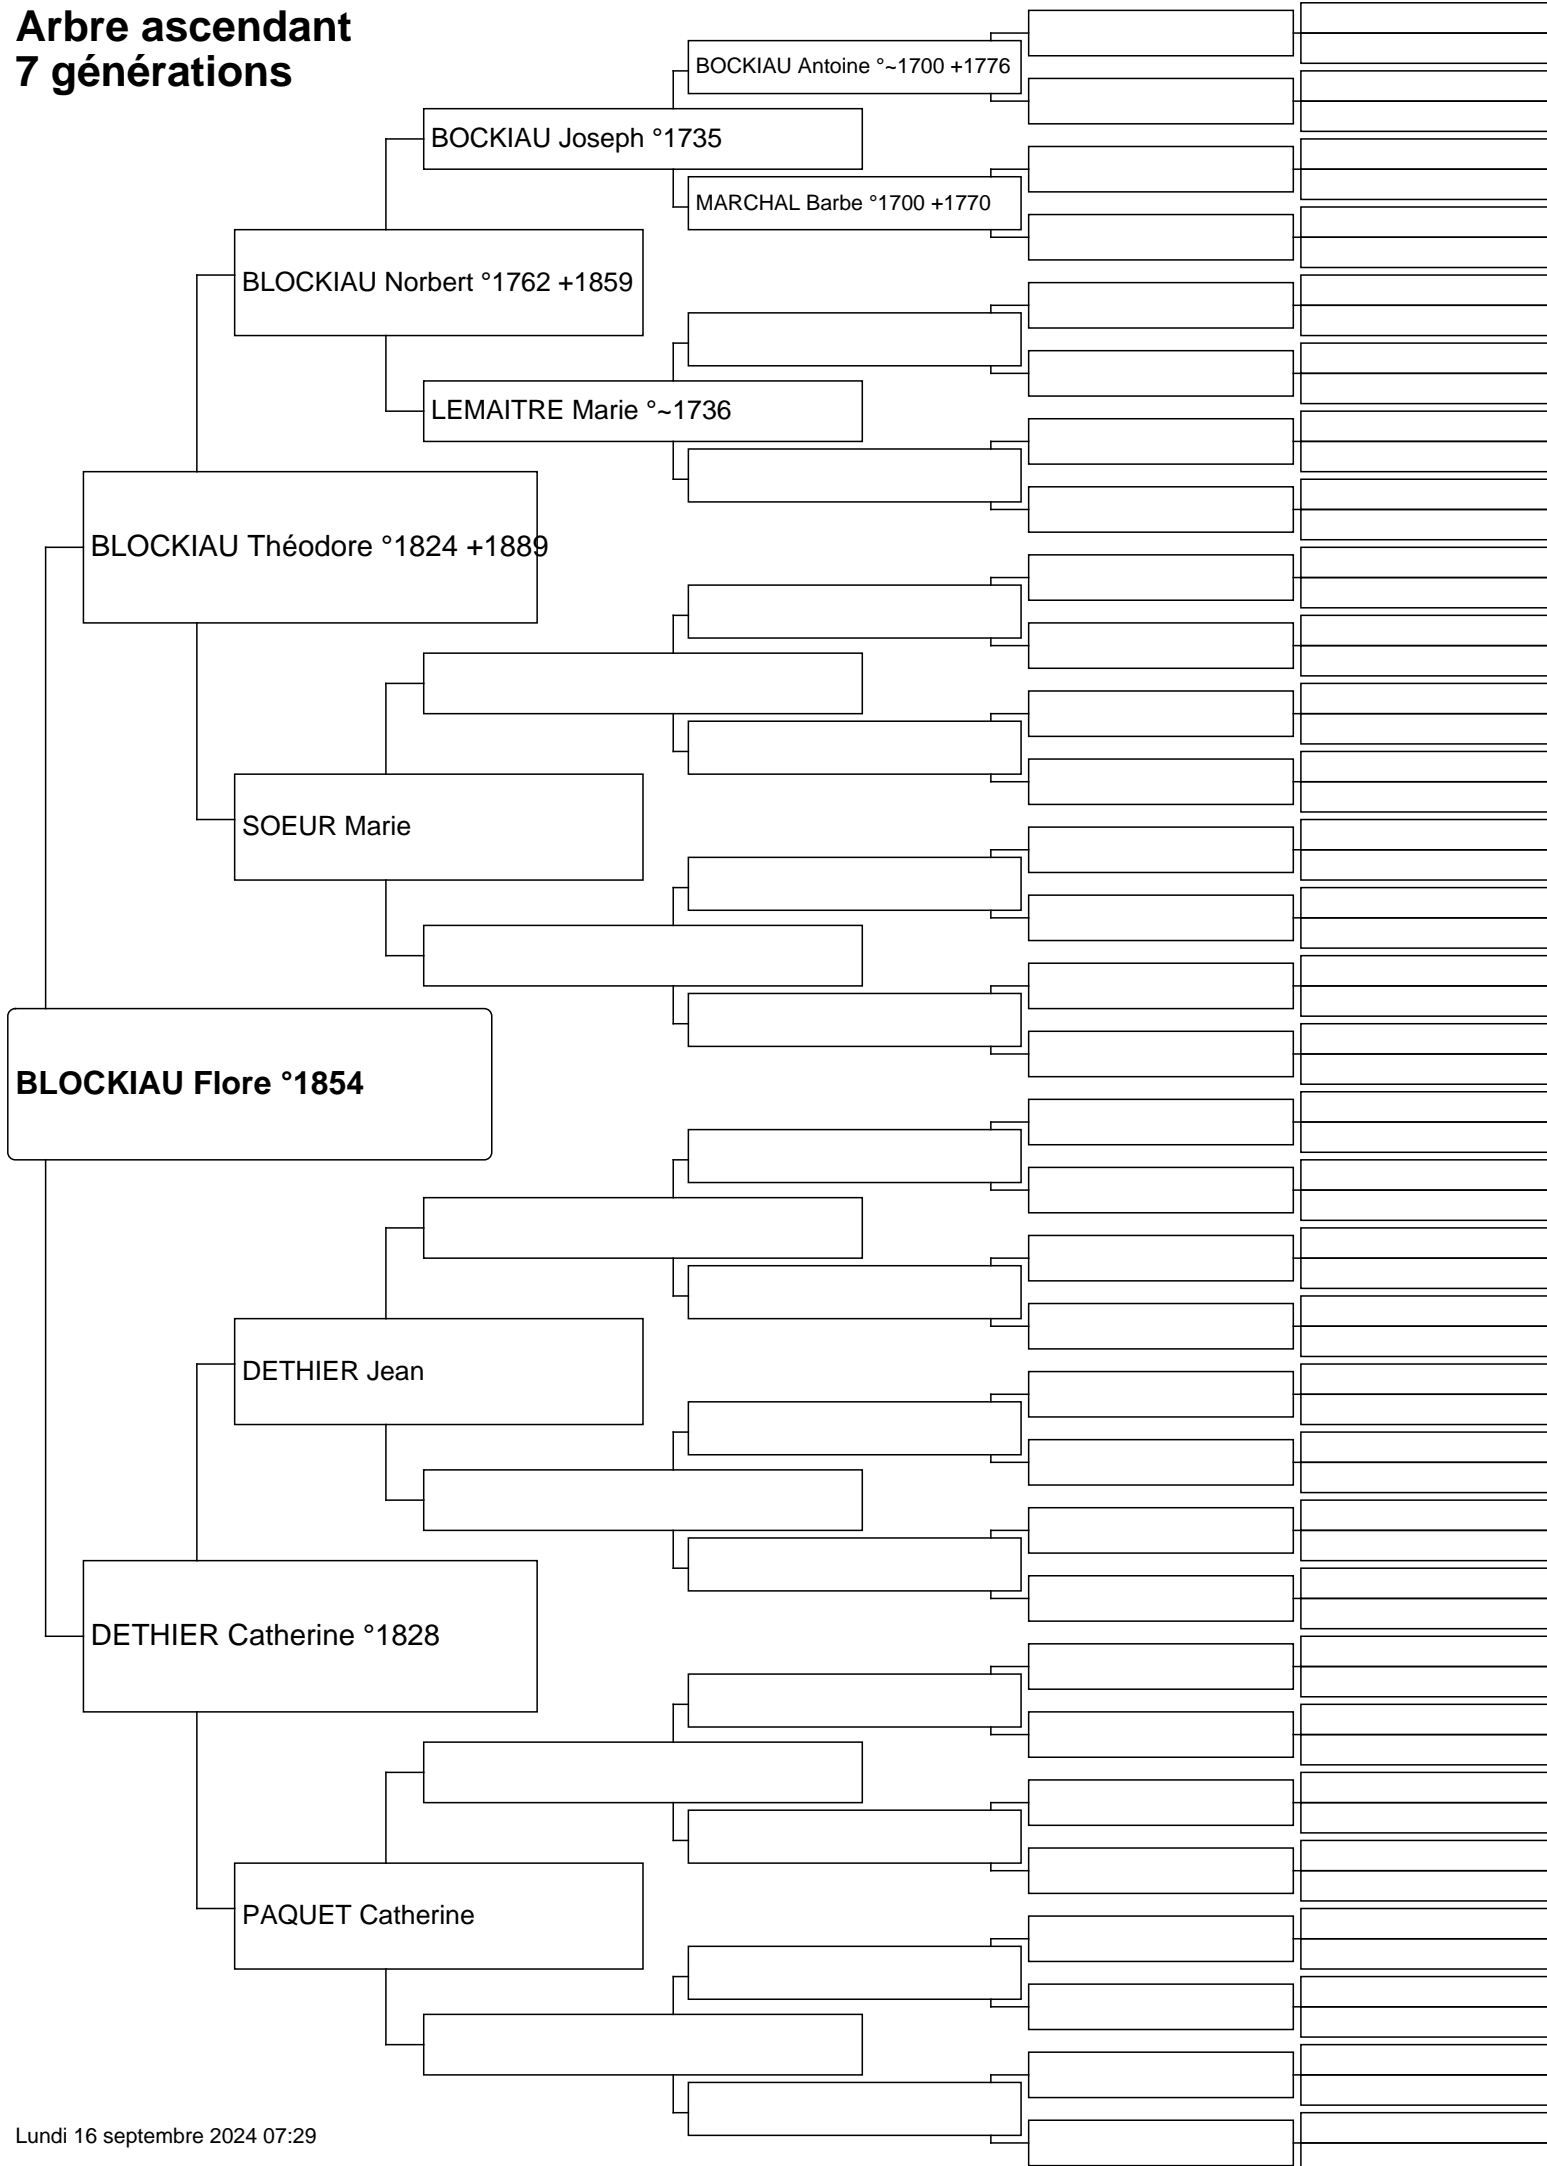 Arbre ascendant
7 générations
BOCKIAU Antoine °~1700 +1776
BOCKIAU Joseph °1735
MARCHAL Barbe °1700 +1770
BLOCKIAU Norbert °1762 +1859
LEMAITRE Marie °~1736
BLOCKIAU Théodore °1824 +1889
SOEUR Marie
BLOCKIAU Flore °1854
DETHIER Jean
DETHIER Catherine °1828
PAQUET Catherine
Lundi 16 septembre 2024 07:29